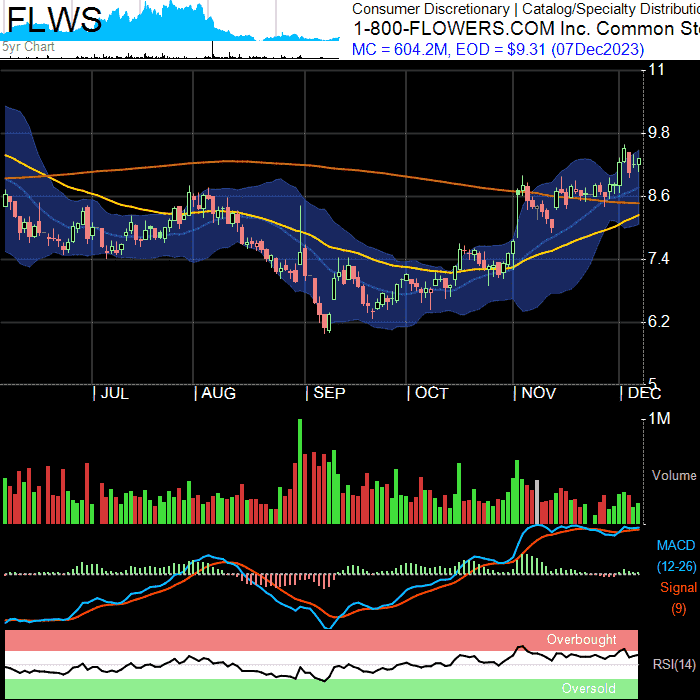 FLWS
5yr Chart
Consumer Discretionary | Catalog/Specialty Distributio
1-800-FLOWERS.COM Inc. Common Sto
MC = 604.2M, EOD = $9.31 (07Dec2023)
11
9.8
8.6
7.4
6.2
5
| JUL | AUG | SEP | OCT | NOV | DEC
1M
Volume
MACD
(12-26)
Signal
(9)
Overbought
RSI(14)
Oversold